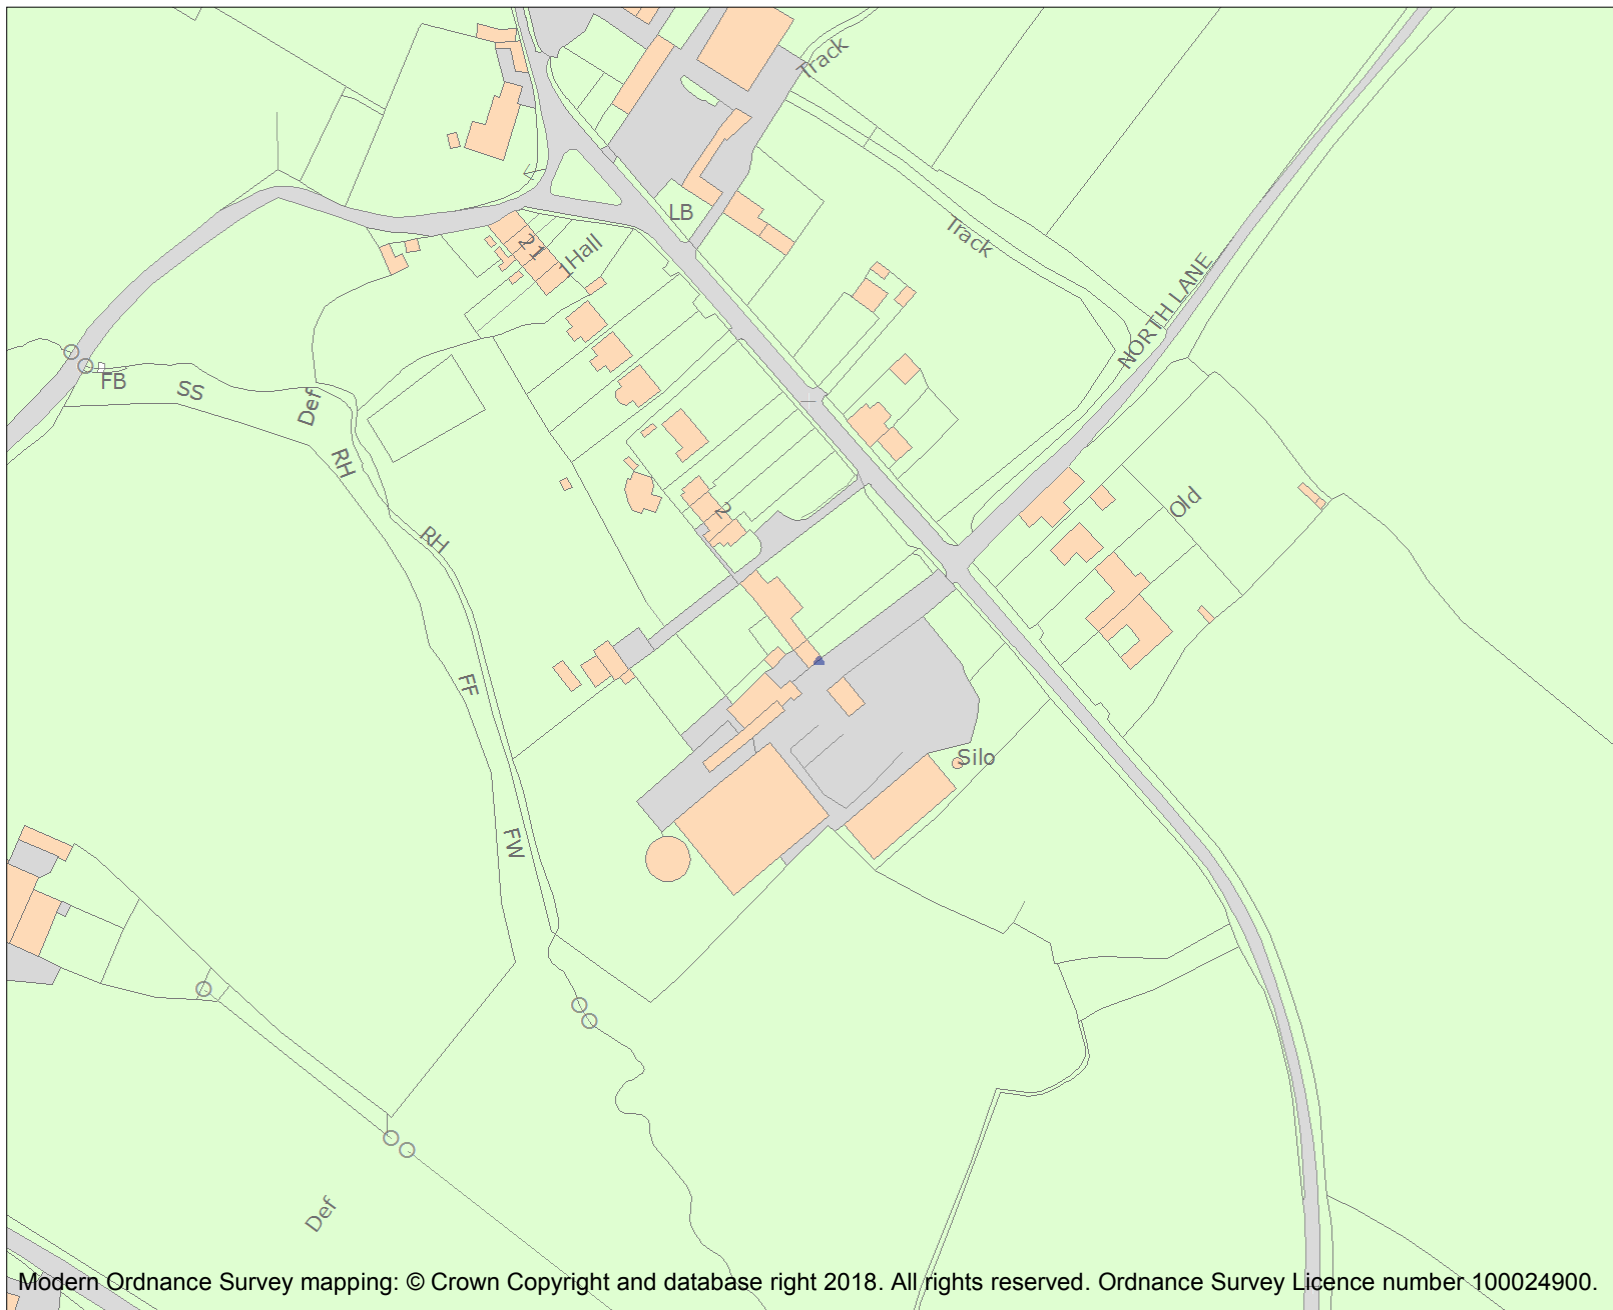 Track
LB
Track
21
1
Hall
NORTH LANE
FB
SS
Def
RH
RH
2
Old
FF
Silo
FW
Def
Modern Ordnance Survey mapping: © Crown Copyright and database right 2018. All rights reserved. Ordnance Survey Licence number 100024900.